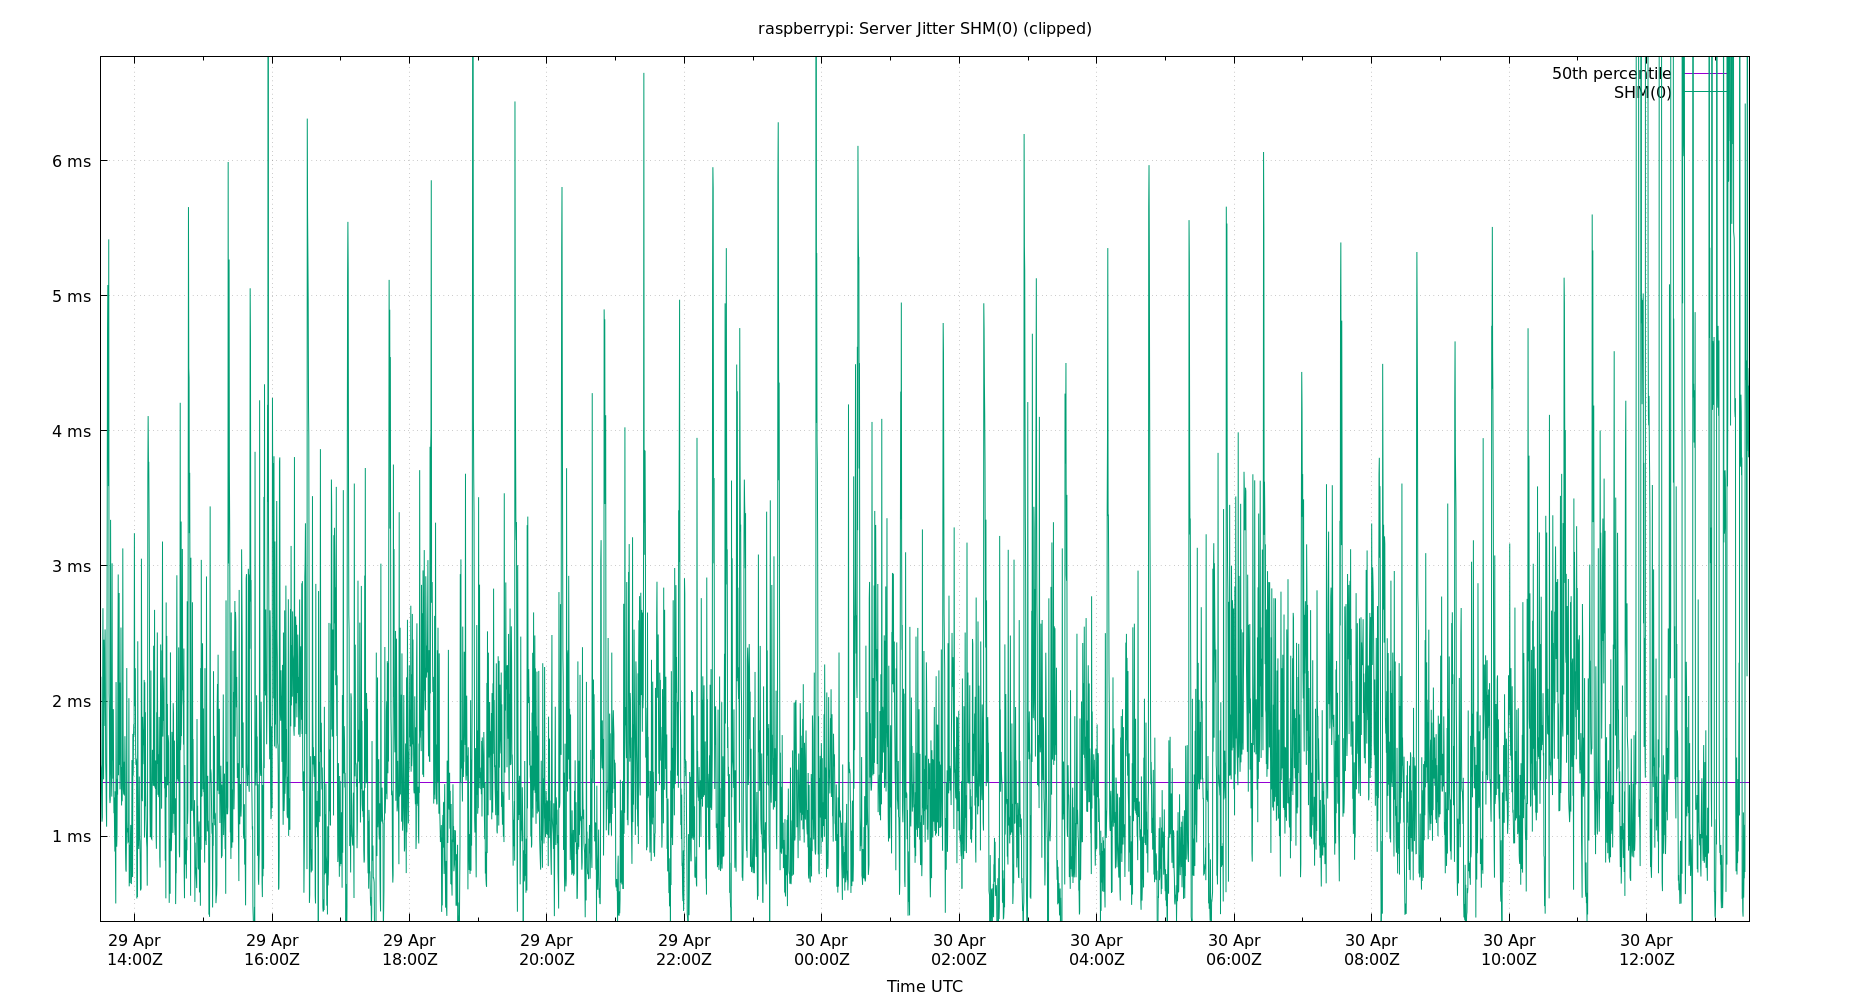 raspberrypi: Server Jitter SHM(0) (clipped)
50th percentile
SHM(0)
6 ms
5 ms
4 ms
3 ms
2 ms
1 ms
29 Apr 29 Apr 29 Apr 29 Apr 29 Apr 30 Apr 30 Apr 30 Apr 30 Apr 30 Apr 30 Apr 30 Apr
14:00Z 16:00Z 18:00Z 20:00Z 22:00Z 00:00Z 02:00Z 04:00Z 06:00Z 08:00Z 10:00Z 12:00Z
Time UTC